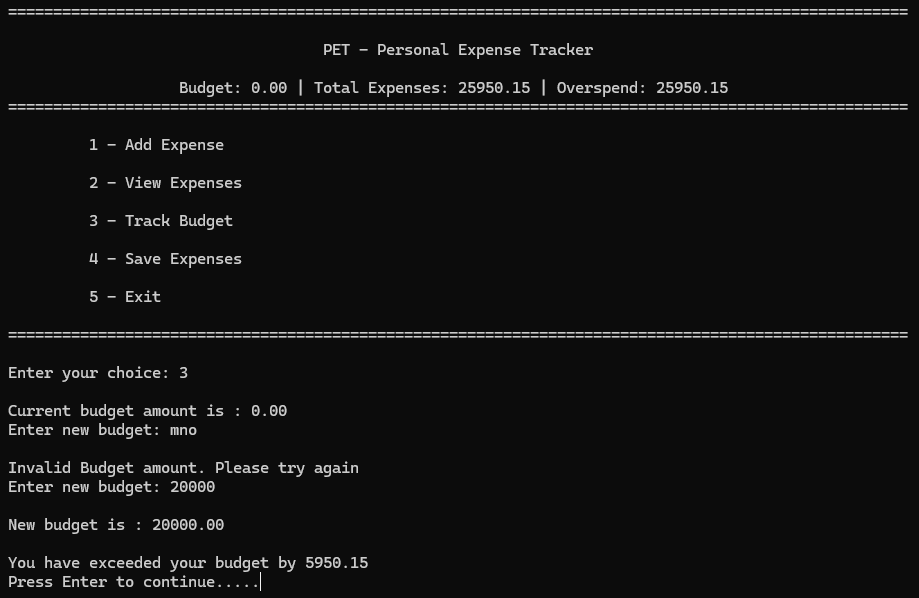 ====================================================================================================
PET - Personal Expense Tracker
Budget: 0.00 | Total Expenses: 25950.15 | Overspend: 25950.15
====================================================================================================
1 - Add Expense
2 - View Expenses
3 - Track Budget
4 - Save Expenses
5 - Exit
====================================================================================================
Enter your choice: 3
Current budget amount is : 0.00
Enter new budget: mno
Invalid Budget amount. Please try again
Enter new budget: 20000
New budget is : 20000.00
You have exceeded your budget by 5950.15
Press Enter to continue.....